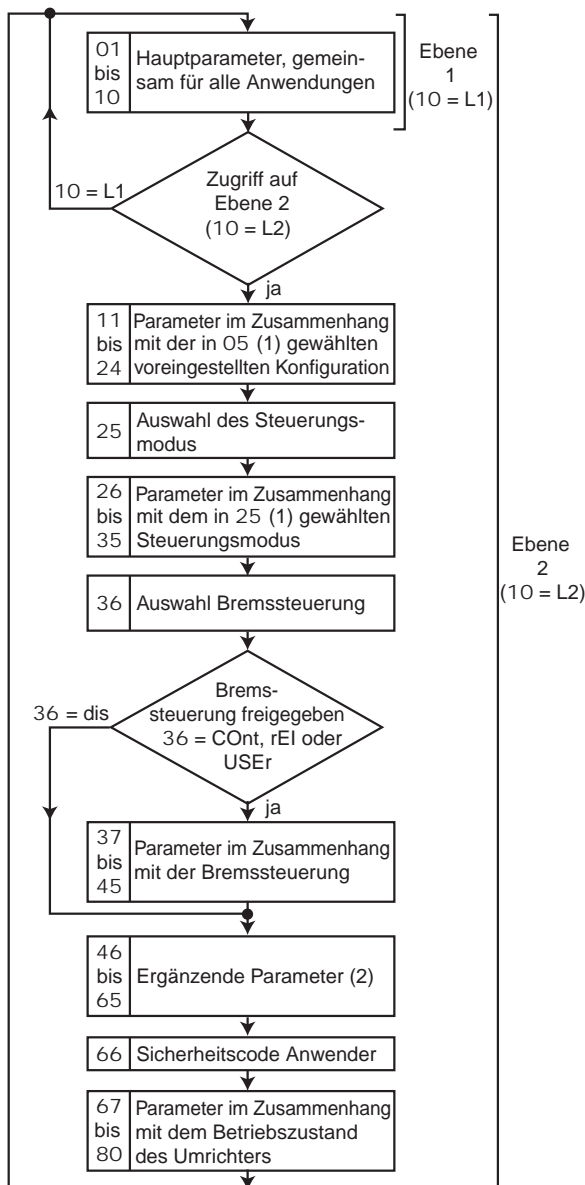 01
bis
10
Hauptparameter, gemein-
sam für alle Anwendungen
Ebene
1
(10 = L1)
10 = L1
Zugriff auf
Ebene 2
(10 = L2)
ja
11
bis
24
Parameter im Zusammenhang
mit der in 05 (1) gewählten
voreingestellten Konfiguration
25
Auswahl des Steuerungs-
modus
26
bis
35
Parameter im Zusammenhang
mit dem in 25 (1) gewählten
Steuerungsmodus
Ebene
2
(10 = L2)
36
Auswahl Bremssteuerung
36 = dis
Brems-
steuerung freigegeben
36 = COnt, rEl oder
USEr
ja
37
bis
45
Parameter im Zusammenhang
mit der Bremssteuerung
46
bis
65
Ergänzende Parameter (2)
66
Sicherheitscode Anwender
67
bis
80
Parameter im Zusammenhang
mit dem Betriebszustand
des Umrichters